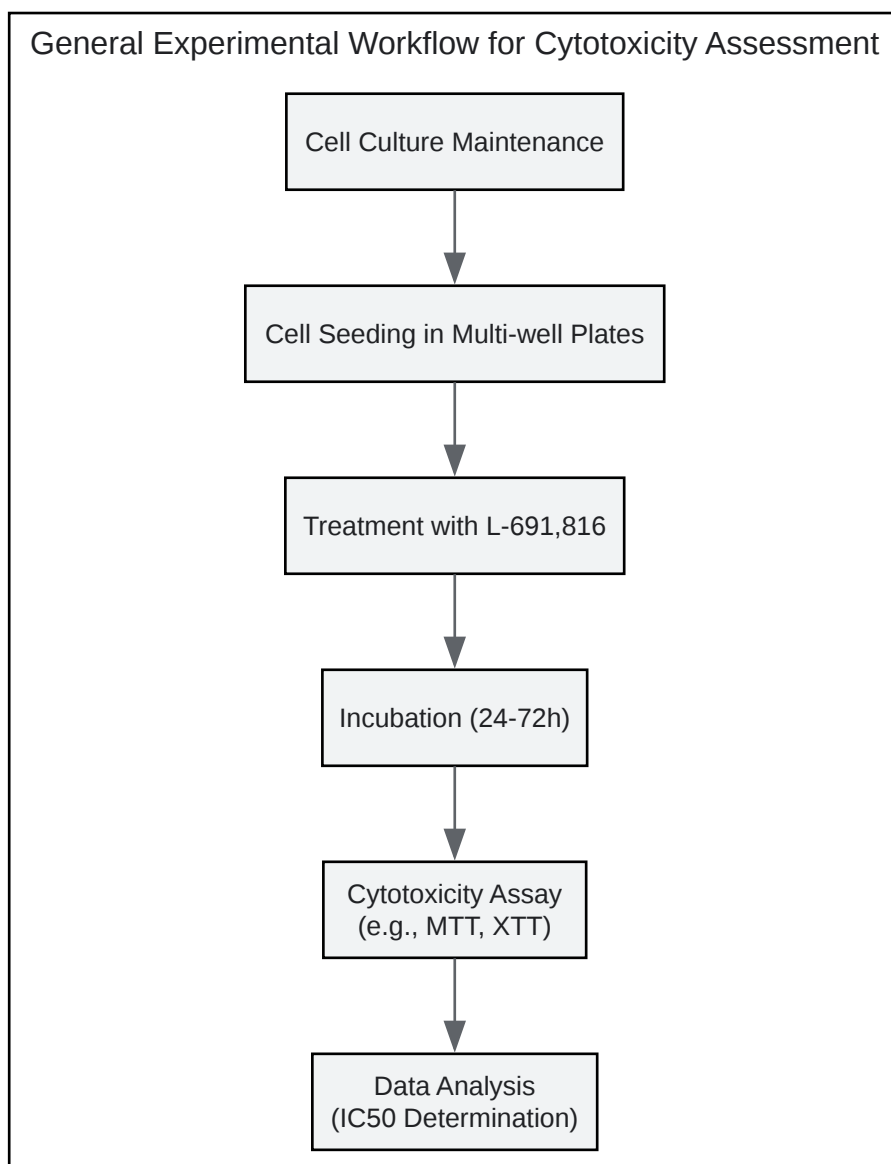 General Experimental Workflow for Cytotoxicity Assessment
Cell Culture Maintenance
Cell Seeding in Multi-well Plates
Treatment with L-691,816
Incubation (24-72h)
Cytotoxicity Assay
(e.g., MTT, XTT)
Data Analysis
(IC50 Determination)